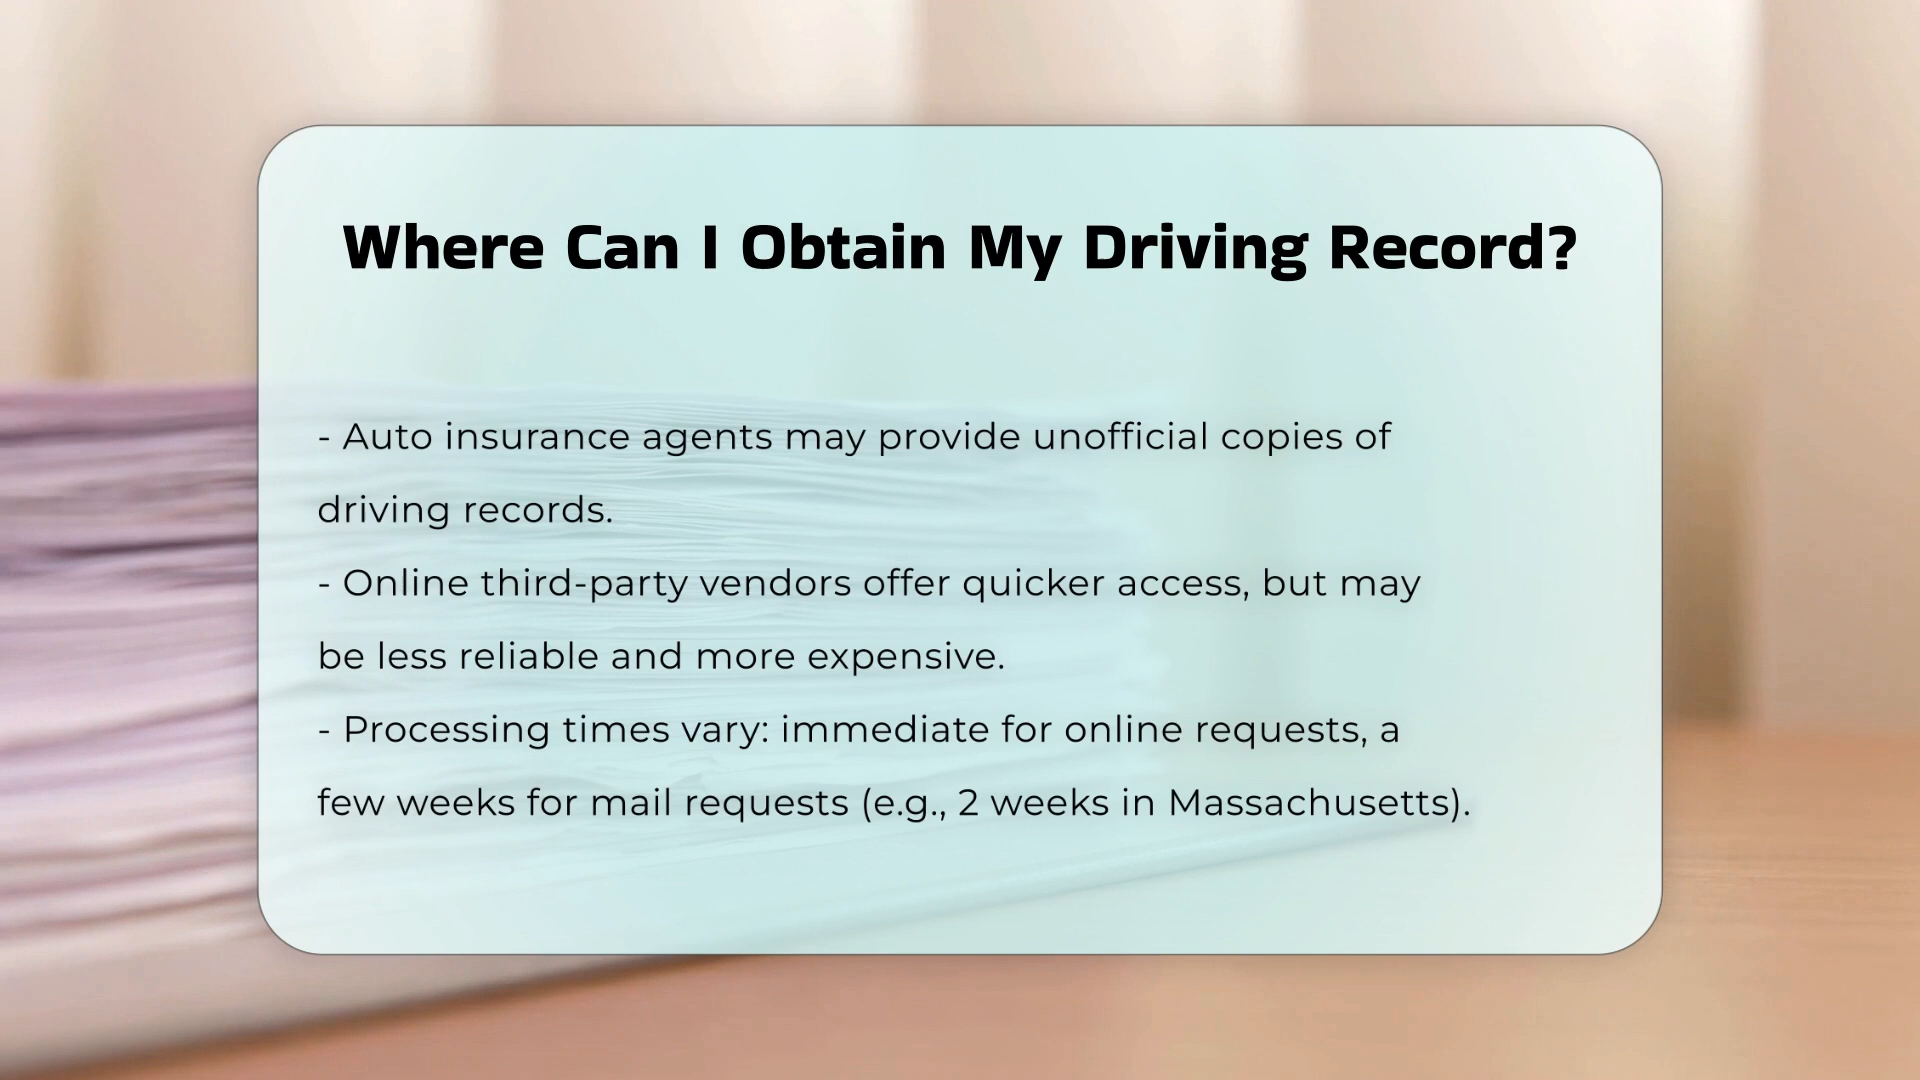 Where Can I Obtain My Driving Record?
- Auto insurance agents may provide unofficial copies of
driving records.
- Online third-party vendors offer quicker access, but may
be less reliable and more expensive.
- Processing times vary: immediate for online requests, a
few weeks for mail requests (e.g., 2 weeks in Massachusetts).